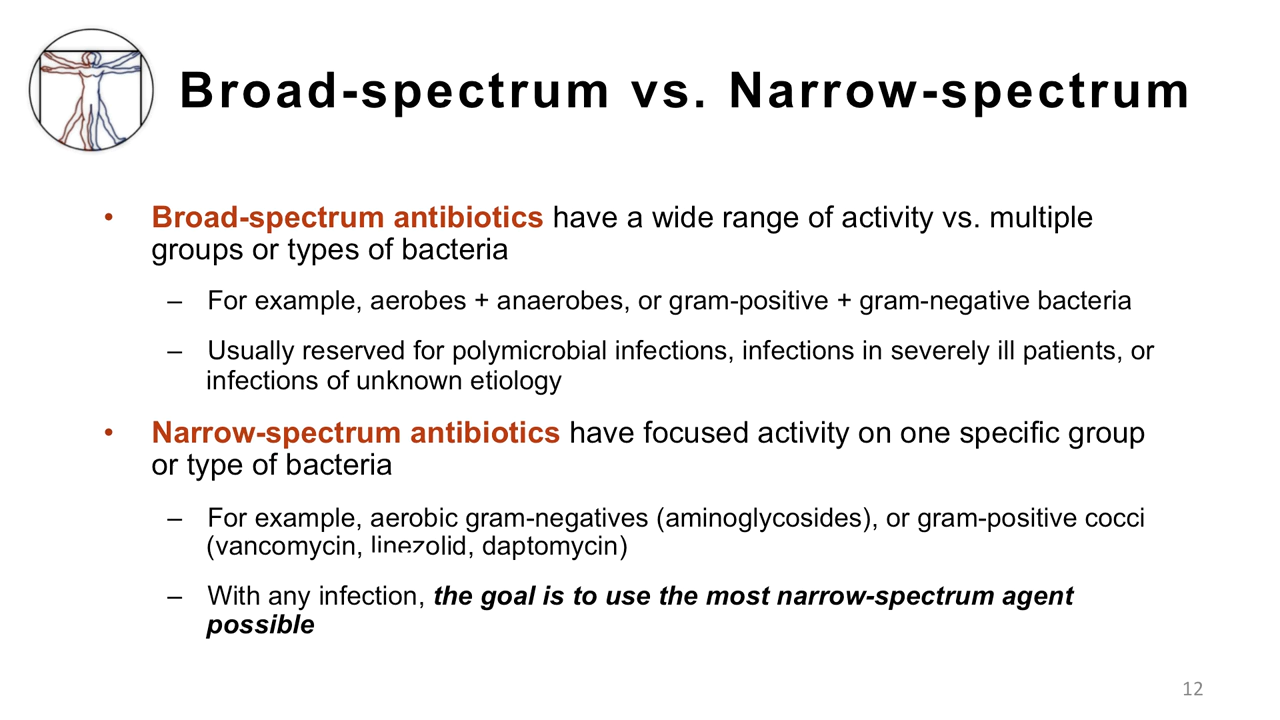 Broad-spectrum vs. Narrow-spectrum
• Broad-spectrum antibiotics have a wide range of activity vs. multiple
groups or types of bacteria
– For example, aerobes + anaerobes, or gram-positive + gram-negative bacteria
– Usually reserved for polymicrobial infections, infections in severely ill patients, or
infections of unknown etiology
• Narrow-spectrum antibiotics have focused activity on one specific group
or type of bacteria
– For example, aerobic gram-negatives (aminoglycosides), or gram-positive cocci
(vancomycin, linezolid, daptomycin)
– With any infection, the goal is to use the most narrow-spectrum agent
possible
12